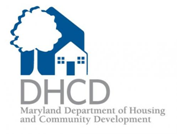 DHCD
Maryland Department of Housing
and Community Development